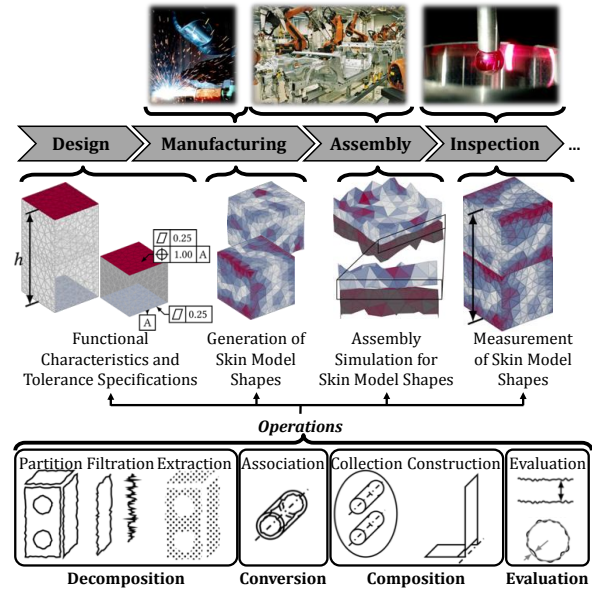 Design Manufacturing Assembly Inspection ...
h
0.25
1.00 A
A
0.25
Functional
Characteristics and
Tolerance Specifications
Generation of
Skin Model
Shapes
Assembly
Simulation for
Skin Model Shapes
Measurement
of Skin Model
Shapes
Operations
Partition Filtration Extraction Association Collection Construction Evaluation
Decomposition Conversion Composition Evaluation